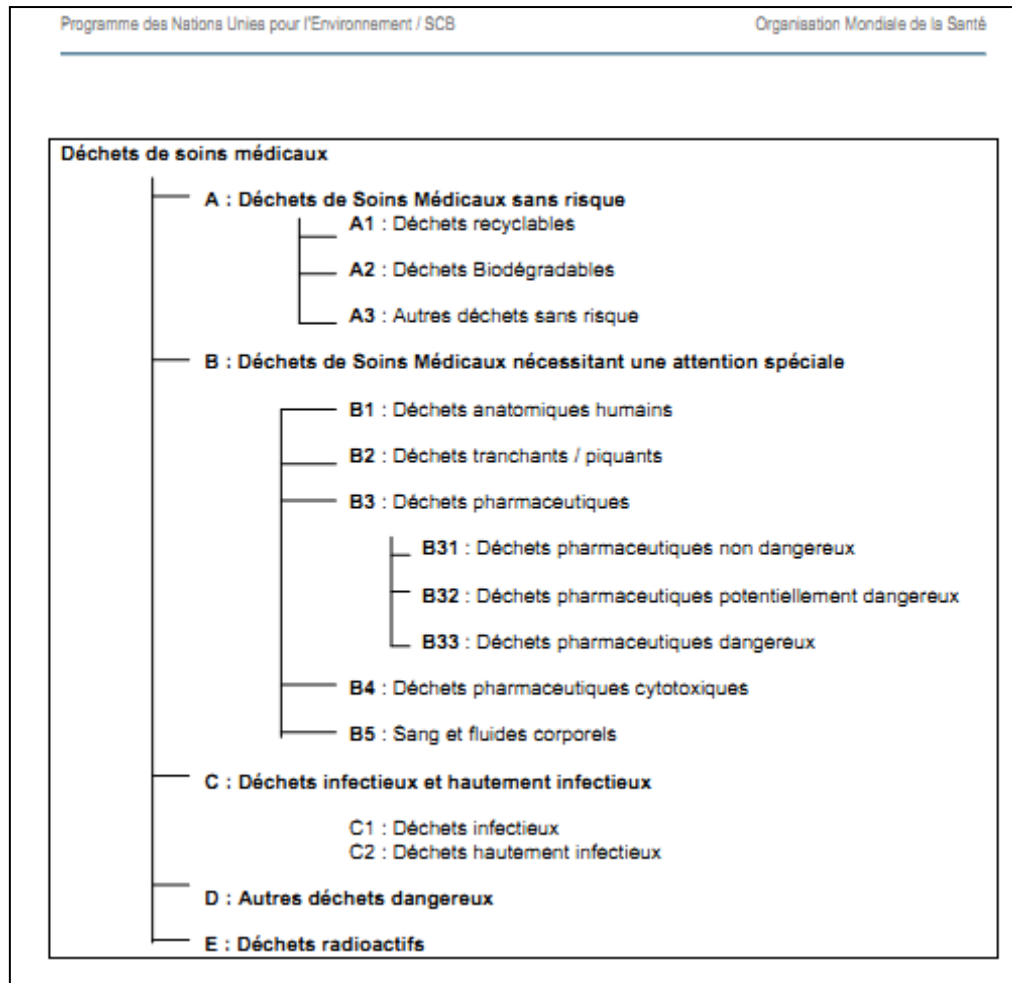 Programme des Nations Unies pour l'Environnement / SCB
Organisation Mondiale de la Santé
Déchets de soins médicaux
A : Déchets de Soins Médicaux sans risque
A1 : Déchets recyclables
A2 : Déchets Biodégradables
A3 : Autres déchets sans risque
B : Déchets de Soins Médicaux nécessitant une attention spéciale
B1 : Déchets anatomiques humains
B2 : Déchets tranchants / piquants
B3 : Déchets pharmaceutiques
B31 : Déchets pharmaceutiques non dangereux
B32 : Déchets pharmaceutiques potentiellement dangereux
B33 : Déchets pharmaceutiques dangereux
B4 : Déchets pharmaceutiques cytotoxiques
B5 : Sang et fluides corporels
C : Déchets infectieux et hautement infectieux
C1 : Déchets infectieux
C2 : Déchets hautement infectieux
D : Autres déchets dangereux
E : Déchets radioactifs